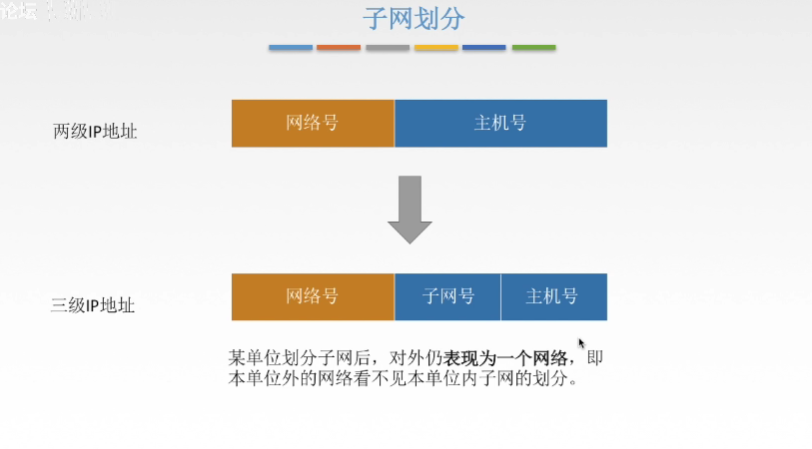 论坛
子网划分
两级IP地址
网络号
主机号
三级IP地址
网络号
子网号
主机号
某单位划分子网后，对外仍表现为一个网络，即
本单位外的网络看不见本单位内子网的划分。